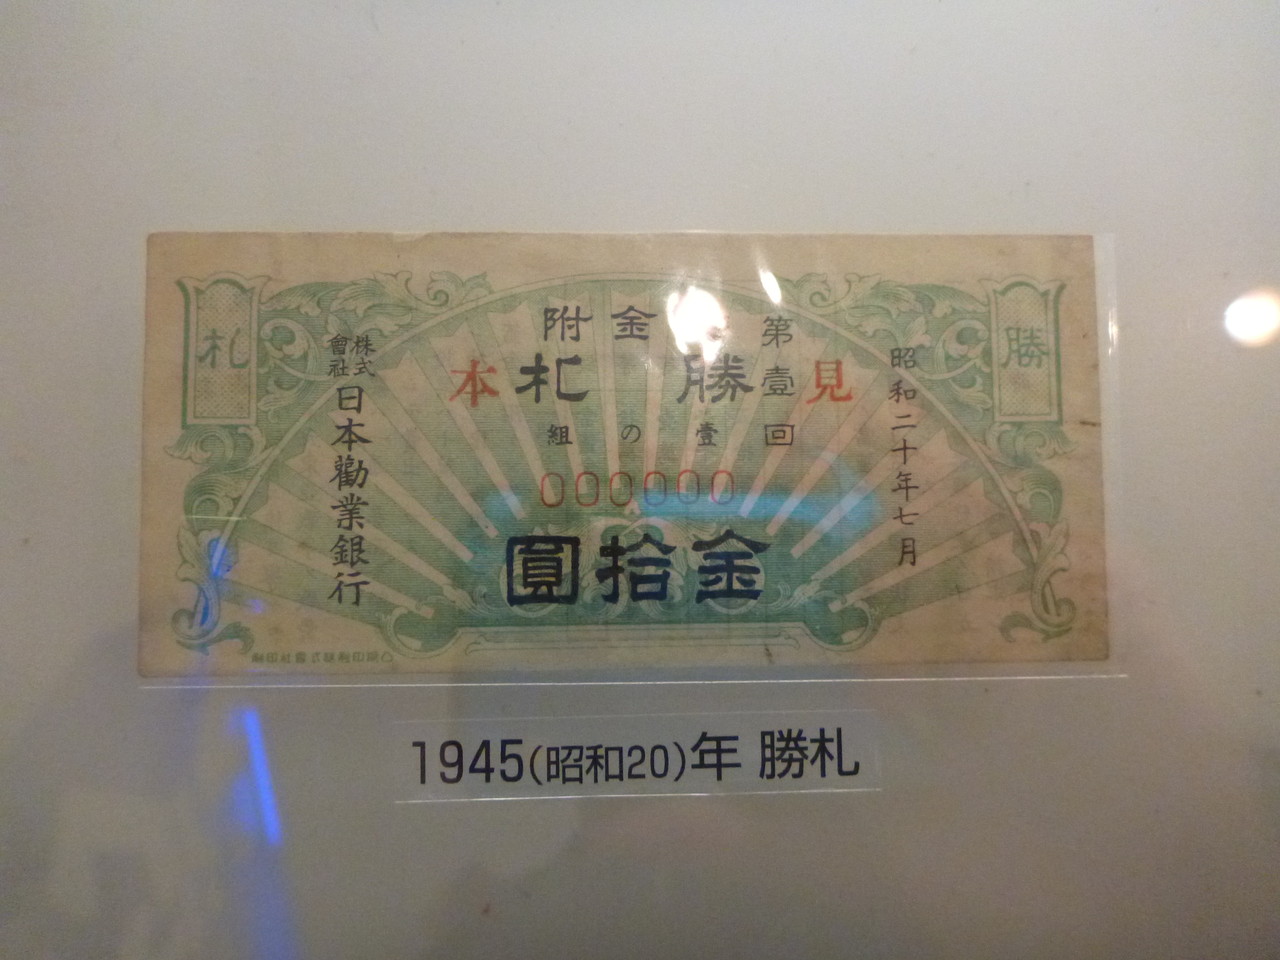 勝
札
昭和二十年七月
第壹回
金附
見本
勝札
壹の組
000000
金拾圓
株式會社
日本勸業銀行
1945(昭和20)年 勝札